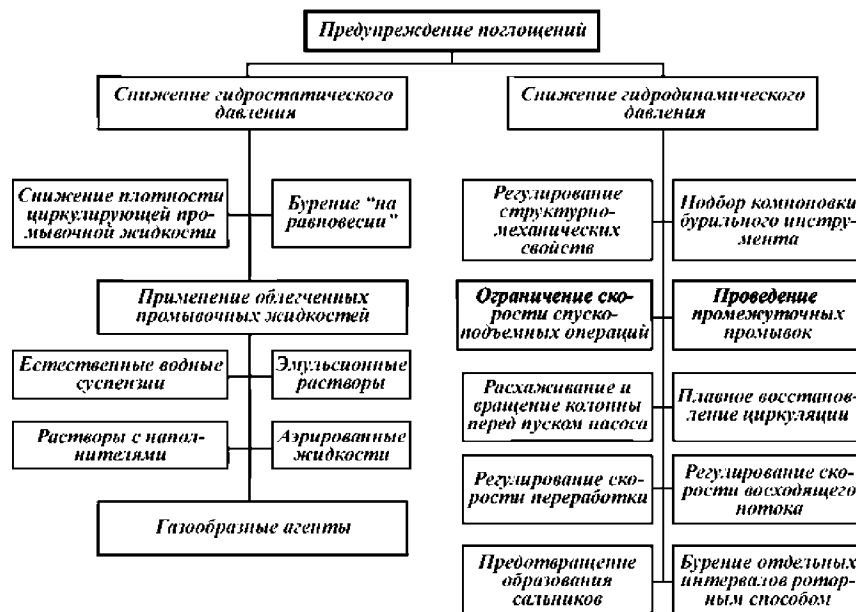 Предупреждение поглощений
Снижение гидростатического
давления
Снижение гидродинамического
давления
Снижение плотности
циркулирующей про-
мывочной жидкости
Бурение “на
равновесии”
Применение облегченных
промывочных жидкостей
Естественные водные
суспензии
Эмульсионные
растворы
Растворы с напол-
нителями
Аэрированные
жидкости
Газообразные агенты
Регулирование
структурно-
механических
свойств
Подбор компоновки
бурильного инстру-
мента
Ограничение ско-
рости спуско-
подъемных операций
Проведение
промежуточных
промывок
Расхаживание и
вращение колонны
перед пуском насоса
Плавное восстанов-
ление циркуляции
Регулирование ско-
рости переработки
Регулирование ско-
рости восходящего
потока
Предотвращение
образования
сальников
Бурение отдельных
интервалов ротор-
ным способом